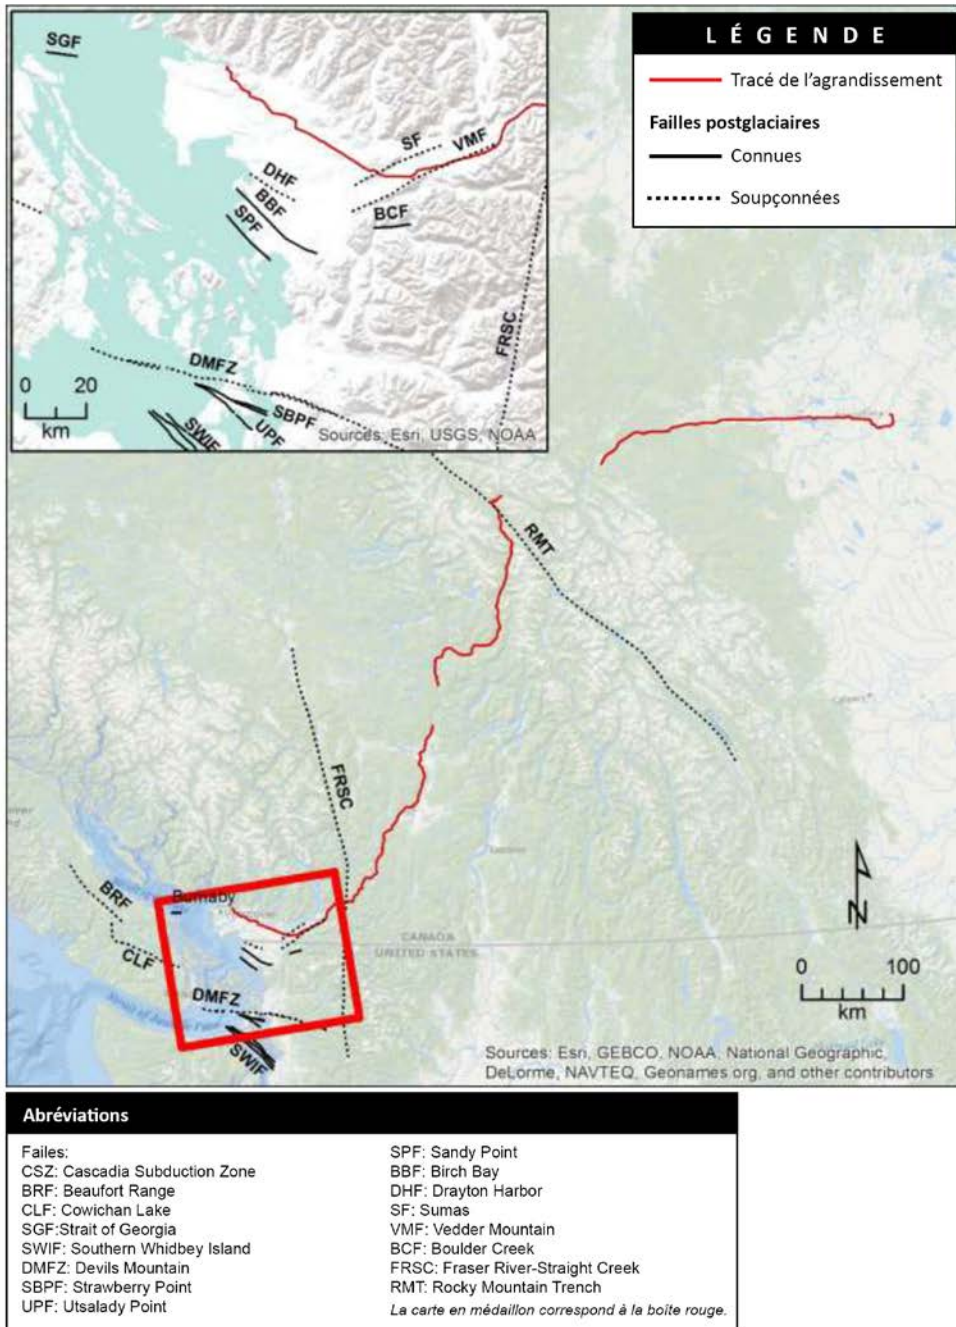 SGF
SF
VMF
DHF
BBF
SPF
BCF
FRSC
DMFZ
SBPF
UPF
SWIF
0 20
km
Sources, Esri, USGS, NOAA
LÉGENDE
Tracé de l'agrandissement
Failles postglaciaires
Connues
Soupçonnées
RMT
FRSC
BRF
Burnaby
CLF
DMFZ
SWIF
CANADA
UNITED STATES
N
0 100
km
Sources: Esri, GEBCO, NOAA, National Geographic,
DeLorme, NAVTEQ, Geonames org, and other contributors
Abréviations
Failes:
CSZ: Cascadia Subduction Zone
BRF: Beaufort Range
CLF: Cowichan Lake
SGF:Strait of Georgia
SWIF: Southern Whidbey Island
DMFZ: Devils Mountain
SBPF: Strawberry Point
UPF: Utsalady Point
SPF: Sandy Point
BBF: Birch Bay
DHF: Drayton Harbor
SF: Sumas
VMF: Vedder Mountain
BCF: Boulder Creek
FRSC: Fraser River-Straight Creek
RMT: Rocky Mountain Trench
La carte en médaillon correspond à la boîte rouge.